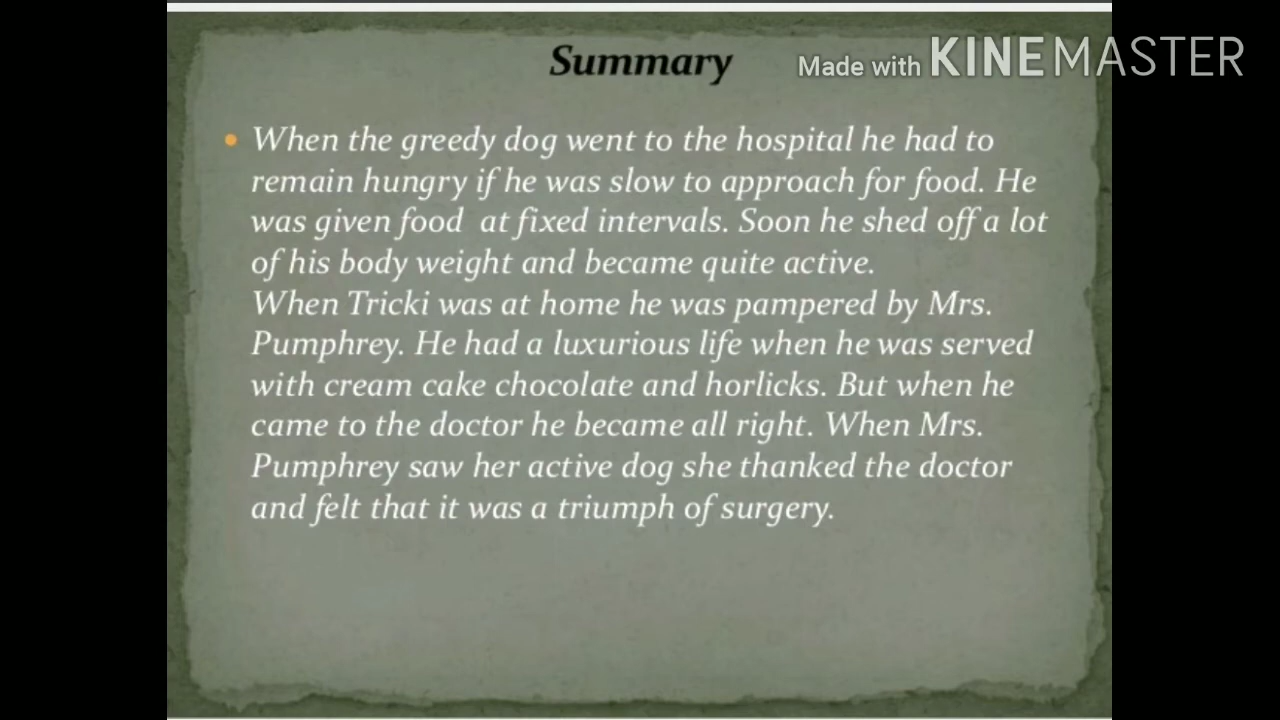 Summary
Made with KINEMASTER
When the greedy dog went to the hospital he had to
remain hungry if he was slow to approach for food. He
was given food at fixed intervals. Soon he shed off a lot
of his body weight and became quite active.
When Tricki was at home he was pampered by Mrs.
Pumphrey. He had a luxurious life when he was served
with cream cake chocolate and horlicks. But when he
came to the doctor he became all right. When Mrs.
Pumphrey saw her active dog she thanked the doctor
and felt that it was a triumph of surgery.